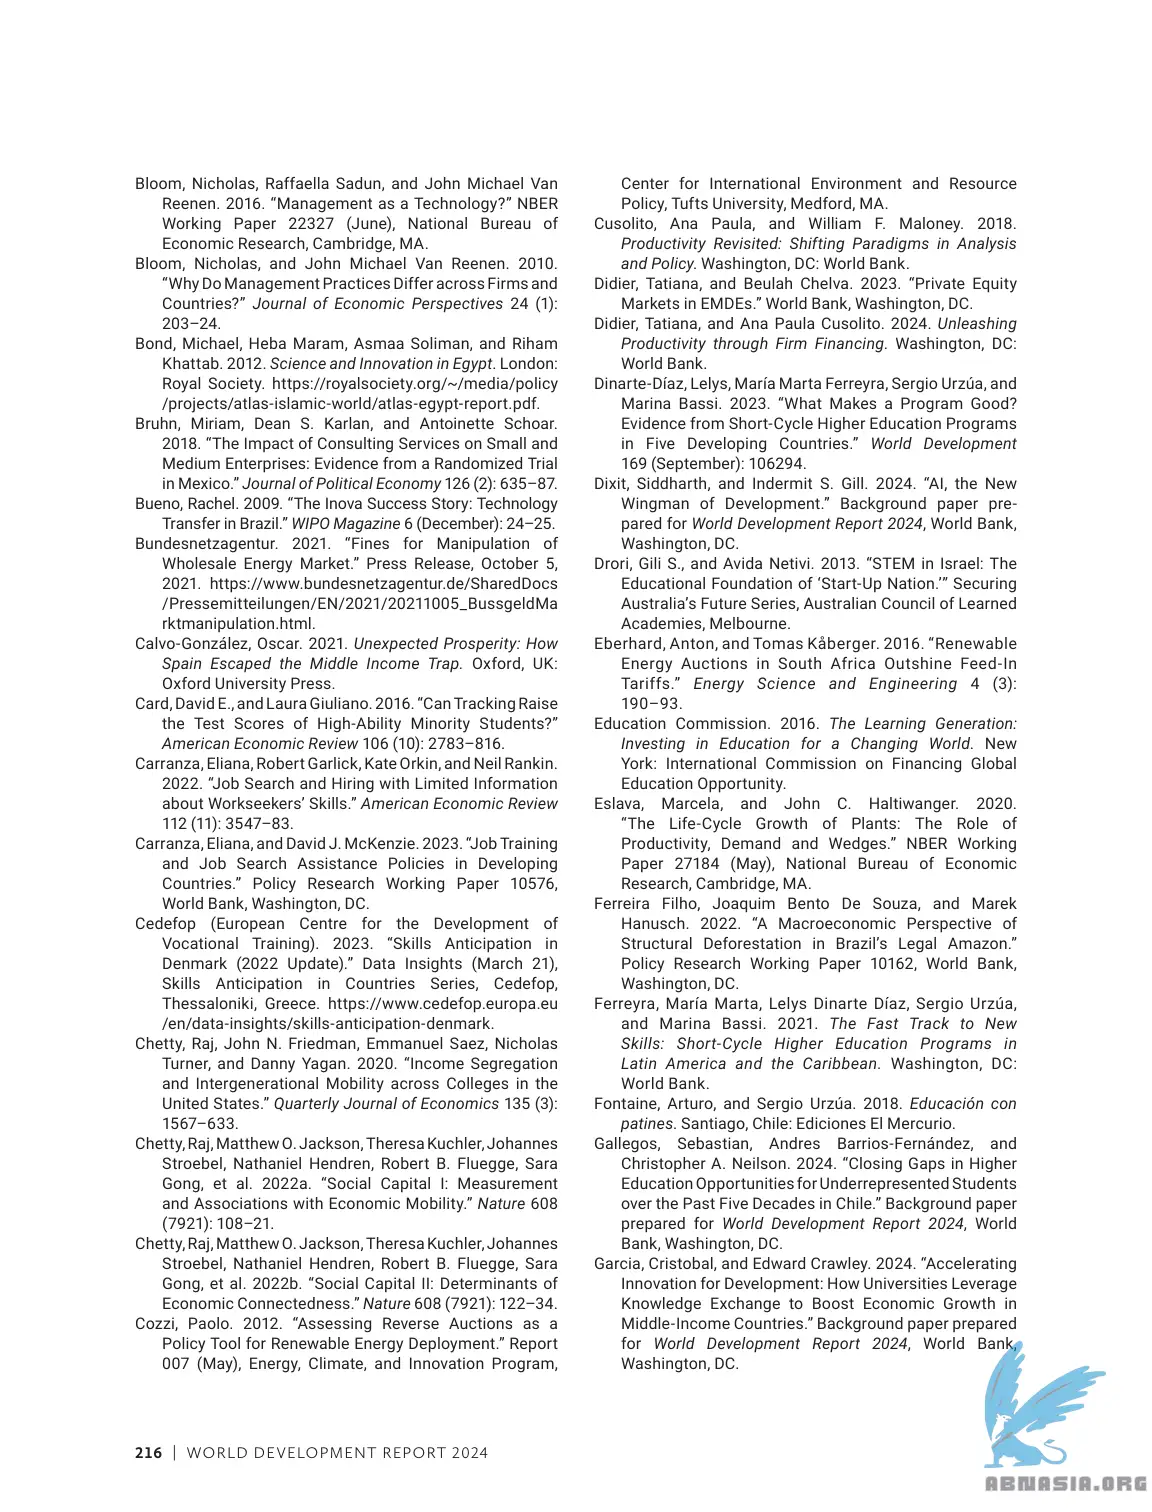 Bloom, Nicholas, Raffaella Sadun, and John Michael Van
Reenen. 2016. “Management as a Technology?” NBER
Working Paper 22327 (June), National Bureau of
Economic Research, Cambridge, MA.
Bloom, Nicholas, and John Michael Van Reenen. 2010.
“Why Do Management Practices Differ across Firms and
Countries?” Journal of Economic Perspectives 24 (1):
203–24.
Bond, Michael, Heba Maram, Asmaa Soliman, and Riham
Khattab. 2012. Science and Innovation in Egypt. London:
Royal Society. https://royalsociety.org/~/media/policy
/projects/atlas-islamic-world/atlas-egypt-report.pdf.
Bruhn, Miriam, Dean S. Karlan, and Antoinette Schoar.
2018. “The Impact of Consulting Services on Small and
Medium Enterprises: Evidence from a Randomized Trial
in Mexico.” Journal of Political Economy 126 (2): 635–87.
Bueno, Rachel. 2009. “The Inova Success Story: Technology
Transfer in Brazil.” WIPO Magazine 6 (December): 24–25.
Bundesnetzagentur. 2021. “Fines for Manipulation of
Wholesale Energy Market.” Press Release, October 5,
2021. https://www.bundesnetzagentur.de/SharedDocs
/Pressemitteilungen/EN/2021/20211005_BussgeldMa
rktmanipulation.html.
Calvo-González, Oscar. 2021. Unexpected Prosperity: How
Spain Escaped the Middle Income Trap. Oxford, UK:
Oxford University Press.
Card, David E., and Laura Giuliano. 2016. “Can Tracking Raise
the Test Scores of High-Ability Minority Students?”
American Economic Review 106 (10): 2783–816.
Carranza, Eliana, Robert Garlick, Kate Orkin, and Neil Rankin.
2022. “Job Search and Hiring with Limited Information
about Workseekers’ Skills.” American Economic Review
112 (11): 3547–83.
Carranza, Eliana, and David J. McKenzie. 2023. “Job Training
and Job Search Assistance Policies in Developing
Countries.” Policy Research Working Paper 10576,
World Bank, Washington, DC.
Cedefop (European Centre for the Development of
Vocational Training). 2023. “Skills Anticipation in
Denmark (2022 Update).” Data Insights (March 21),
Skills Anticipation in Countries Series, Cedefop,
Thessaloniki, Greece. https://www.cedefop.europa.eu
/en/data-insights/skills-anticipation-denmark.
Chetty, Raj, John N. Friedman, Emmanuel Saez, Nicholas
Turner, and Danny Yagan. 2020. “Income Segregation
and Intergenerational Mobility across Colleges in the
United States.” Quarterly Journal of Economics 135 (3):
1567–633.
Chetty, Raj, Matthew O. Jackson, Theresa Kuchler, Johannes
Stroebel, Nathaniel Hendren, Robert B. Fluegge, Sara
Gong, et al. 2022a. “Social Capital I: Measurement
and Associations with Economic Mobility.” Nature 608
(7921): 108–21.
Chetty, Raj, Matthew O. Jackson, Theresa Kuchler, Johannes
Stroebel, Nathaniel Hendren, Robert B. Fluegge, Sara
Gong, et al. 2022b. “Social Capital II: Determinants of
Economic Connectedness.” Nature 608 (7921): 122–34.
Cozzi, Paolo. 2012. “Assessing Reverse Auctions as a
Policy Tool for Renewable Energy Deployment.” Report
007 (May), Energy, Climate, and Innovation Program,
Center for International Environment and Resource
Policy, Tufts University, Medford, MA.
Cusolito, Ana Paula, and William F. Maloney. 2018.
Productivity Revisited: Shifting Paradigms in Analysis
and Policy. Washington, DC: World Bank.
Didier, Tatiana, and Beulah Chelva. 2023. “Private Equity
Markets in EMDEs.” World Bank, Washington, DC.
Didier, Tatiana, and Ana Paula Cusolito. 2024. Unleashing
Productivity through Firm Financing. Washington, DC:
World Bank.
Dinarte-Díaz, Lelys, María Marta Ferreyra, Sergio Urzúa, and
Marina Bassi. 2023. “What Makes a Program Good?
Evidence from Short-Cycle Higher Education Programs
in Five Developing Countries.” World Development
169 (September): 106294.
Dixit, Siddharth, and Indermit S. Gill. 2024. “AI, the New
Wingman of Development.” Background paper pre-
pared for World Development Report 2024, World Bank,
Washington, DC.
Drori, Gili S., and Avida Netivi. 2013. “STEM in Israel: The
Educational Foundation of ‘Start-Up Nation.’” Securing
Australia’s Future Series, Australian Council of Learned
Academies, Melbourne.
Eberhard, Anton, and Tomas Kåberger. 2016. “Renewable
Energy Auctions in South Africa Outshine Feed-In
Tariffs.” Energy Science and Engineering 4 (3):
190–93.
Education Commission. 2016. The Learning Generation:
Investing in Education for a Changing World. New
York: International Commission on Financing Global
Education Opportunity.
Eslava, Marcela, and John C. Haltiwanger. 2020.
“The Life-Cycle Growth of Plants: The Role of
Productivity, Demand and Wedges.” NBER Working
Paper 27184 (May), National Bureau of Economic
Research, Cambridge, MA.
Ferreira Filho, Joaquim Bento De Souza, and Marek
Hanusch. 2022. “A Macroeconomic Perspective of
Structural Deforestation in Brazil’s Legal Amazon.”
Policy Research Working Paper 10162, World Bank,
Washington, DC.
Ferreyra, María Marta, Lelys Dinarte Díaz, Sergio Urzúa,
and Marina Bassi. 2021. The Fast Track to New
Skills: Short-Cycle Higher Education Programs in
Latin America and the Caribbean. Washington, DC:
World Bank.
Fontaine, Arturo, and Sergio Urzúa. 2018. Educación con
patines. Santiago, Chile: Ediciones El Mercurio.
Gallegos, Sebastian, Andres Barrios-Fernández, and
Christopher A. Neilson. 2024. “Closing Gaps in Higher
Education Opportunities for Underrepresented Students
over the Past Five Decades in Chile.” Background paper
prepared for World Development Report 2024, World
Bank, Washington, DC.
Garcia, Cristobal, and Edward Crawley. 2024. “Accelerating
Innovation for Development: How Universities Leverage
Knowledge Exchange to Boost Economic Growth in
Middle-Income Countries.” Background paper prepared
for World Development Report 2024, World Bank,
Washington, DC.
216 | WORLD DEVELOPMENT REPORT 2024
ABNASIA.ORG